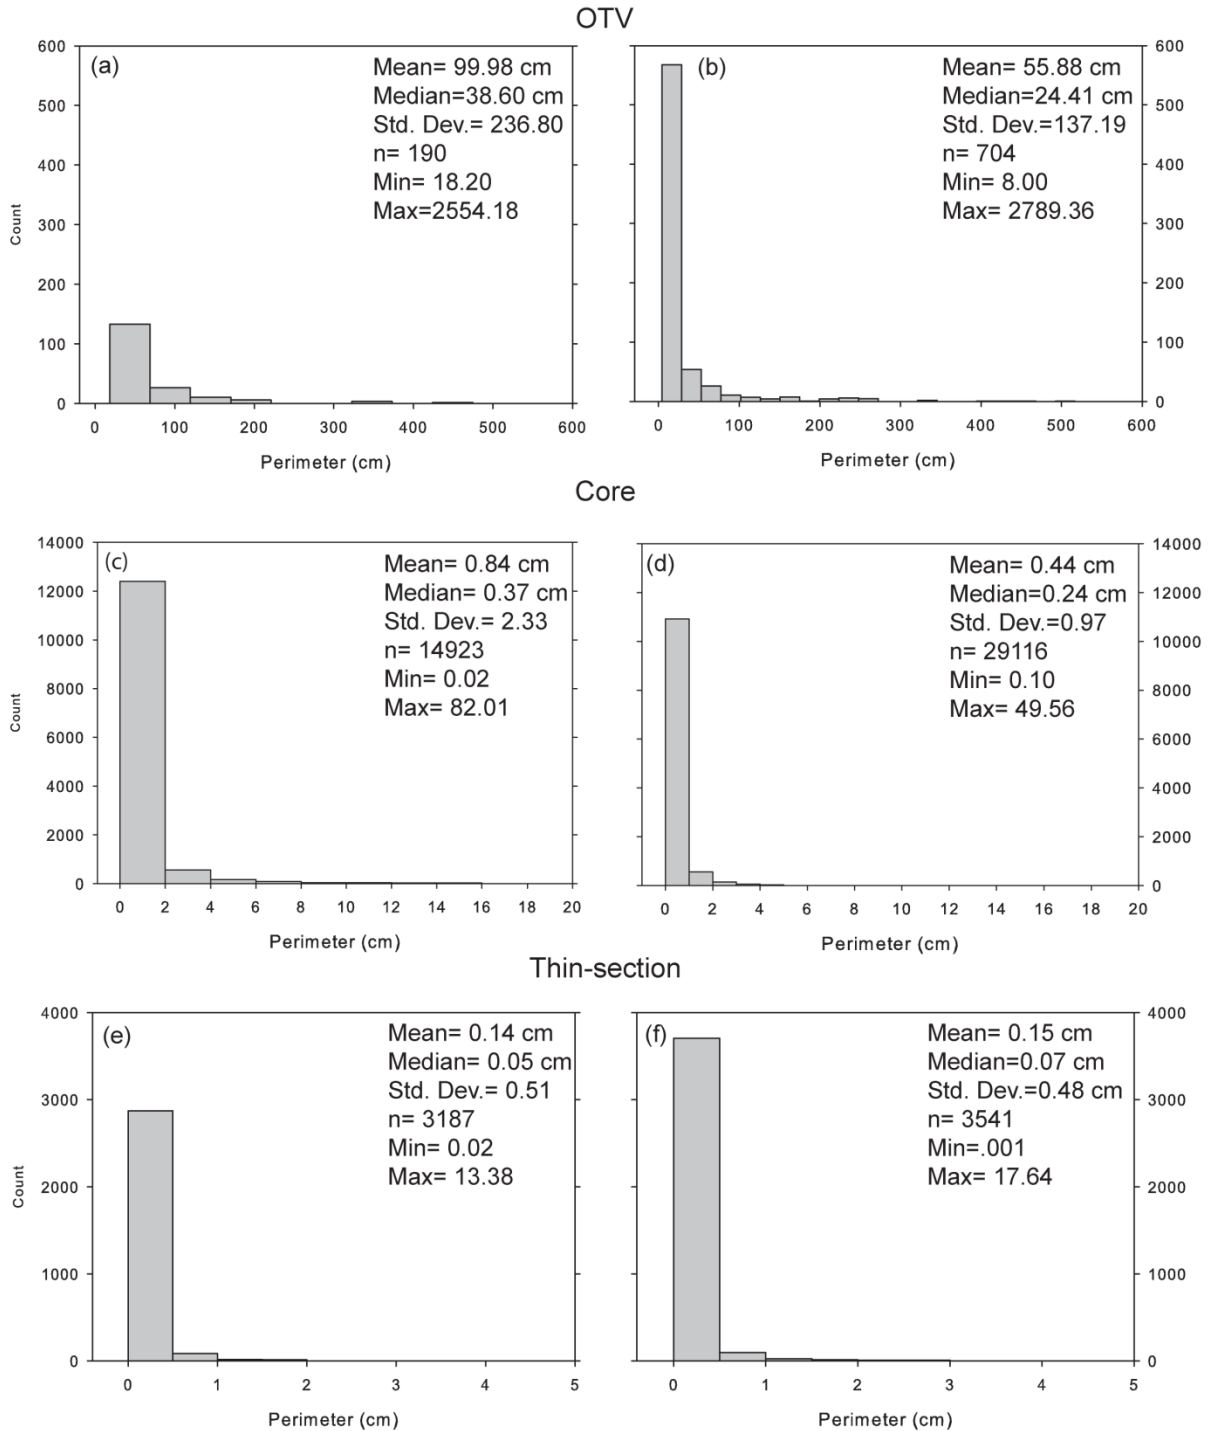 OTV
(a)
Mean= 99.98 cm
Median=38.60 cm
Std. Dev.= 236.80
n= 190
Min= 18.20
Max=2554.18
600
500
400
300
200
100
0
Count
0 100 200 300 400 500 600
Perimeter (cm)
(b)
Mean= 55.88 cm
Median=24.41 cm
Std. Dev.=137.19
n= 704
Min= 8.00
Max= 2789.36
600
500
400
300
200
100
0
0 100 200 300 400 500 600
Perimeter (cm)
Core
(c)
Mean= 0.84 cm
Median= 0.37 cm
Std. Dev.= 2.33
n= 14923
Min= 0.02
Max= 82.01
14000
12000
10000
8000
6000
4000
2000
0
Count
0 2 4 6 8 10 12 14 16 18 20
Perimeter (cm)
(d)
Mean= 0.44 cm
Median=0.24 cm
Std. Dev.=0.97
n= 29116
Min= 0.10
Max= 49.56
14000
12000
10000
8000
6000
4000
2000
0
0 2 4 6 8 10 12 14 16 18 20
Perimeter (cm)
Thin-section
(e)
Mean= 0.14 cm
Median= 0.05 cm
Std. Dev.= 0.51
n= 3187
Min= 0.02
Max= 13.38
4000
3000
2000
1000
0
Count
0 1 2 3 4 5
Perimeter (cm)
(f)
Mean= 0.15 cm
Median=0.07 cm
Std. Dev.=0.48 cm
n= 3541
Min=.001
Max= 17.64
4000
3000
2000
1000
0
0 1 2 3 4 5
Perimeter (cm)